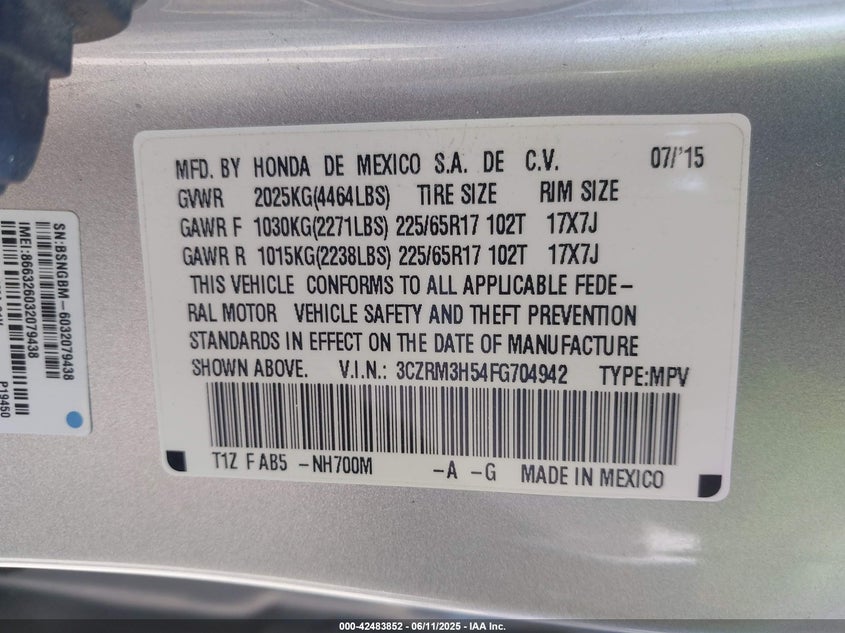 MFD. BY HONDA DE MEXICO S.A. DE C.V. 07/'15
GVWR 2025KG(4464LBS) TIRE SIZE RIM SIZE
GAWR F 1030KG(2271LBS) 225/65R17 102T 17X7J
GAWR R 1015KG(2238LBS) 225/65R17 102T 17X7J
THIS VEHICLE CONFORMS TO ALL APPLICABLE FEDE-
RAL MOTOR VEHICLE SAFETY AND THEFT PREVENTION
STANDARDS IN EFFECT ON THE DATE OF MANUFACTURE
SHOWN ABOVE. V.I.N.: 3CZRM3H54FG704942 TYPE:MPV
T1Z F AB5 -NH700M -A -G MADE IN MEXICO
SN:BSNGBM-6032079438
IMEI:866326032079438
P19450
000-42483852 - 06/11/2025 - IAA Inc.